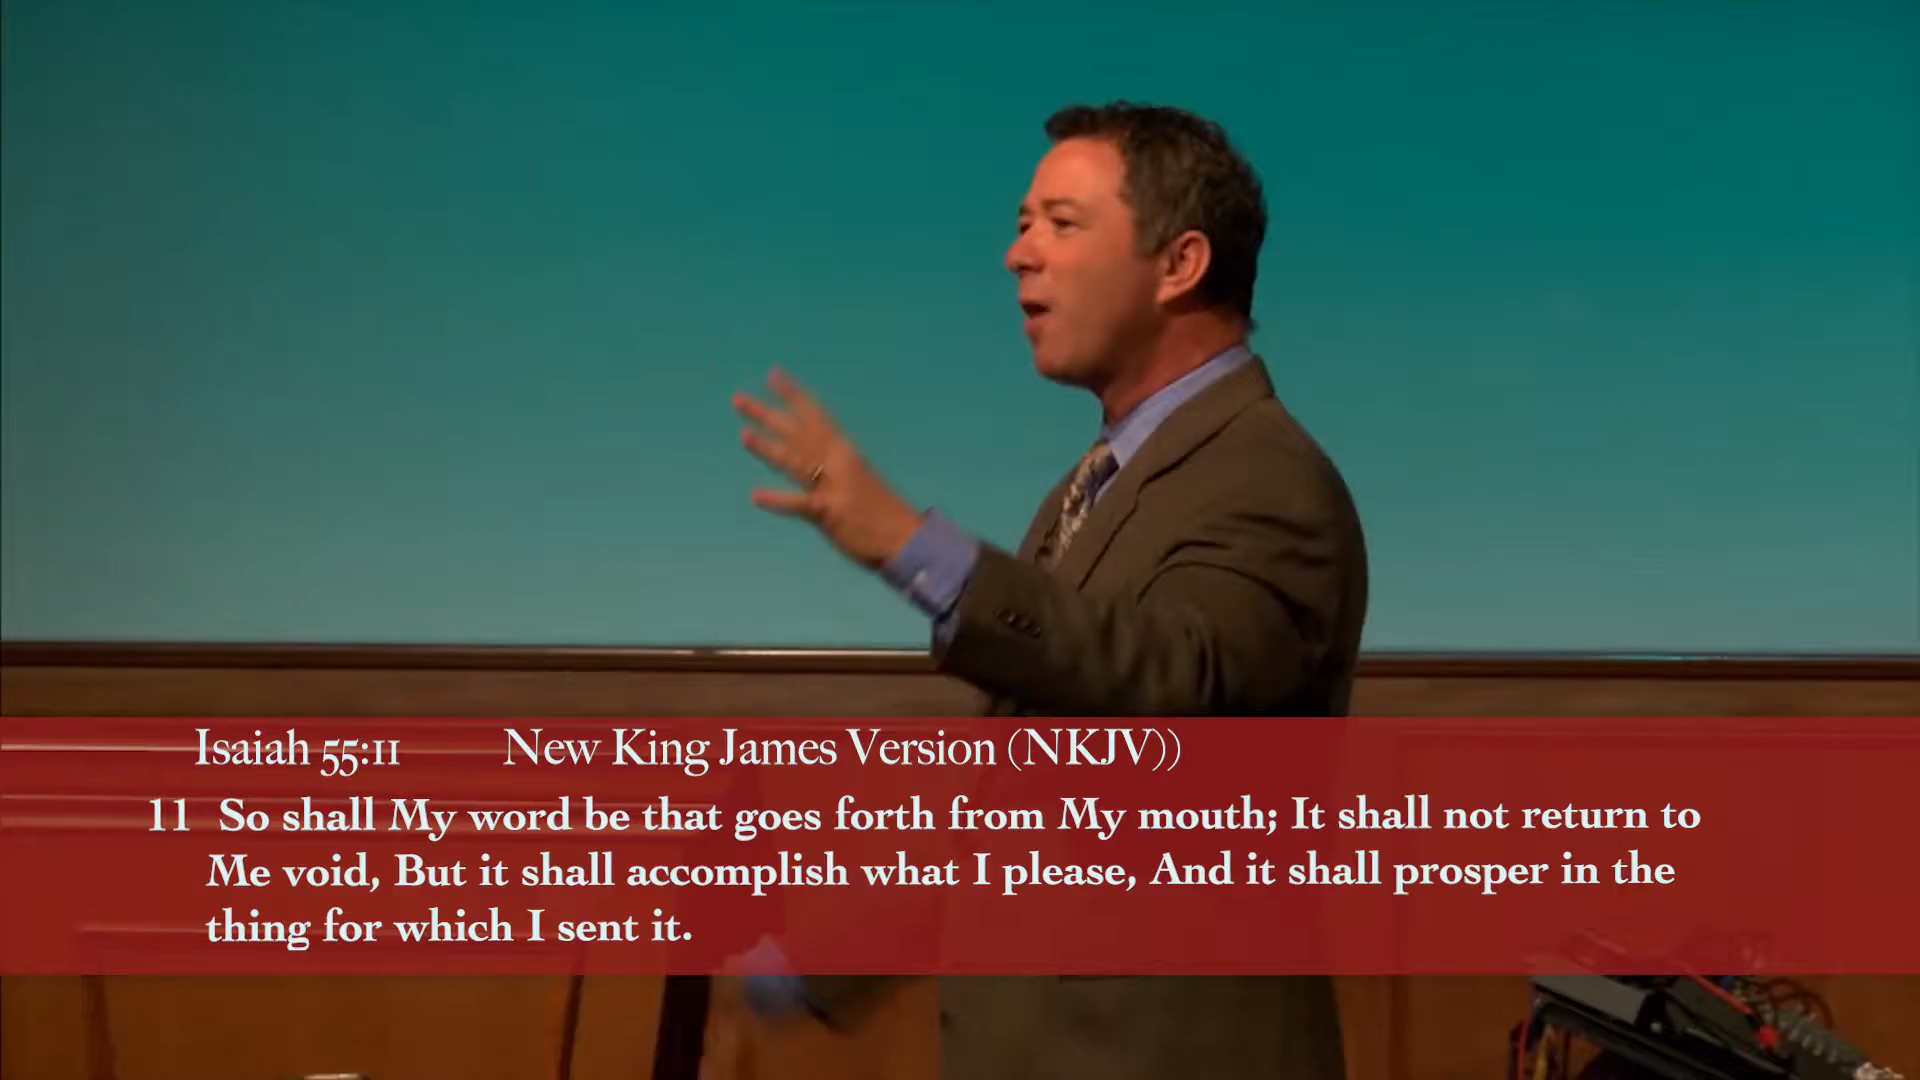 Isaiah 55:11 New King James Version (NKJV))
11 So shall My word be that goes forth from My mouth; It shall not return to
Me void, But it shall accomplish what I please, And it shall prosper in the
thing for which I sent it.